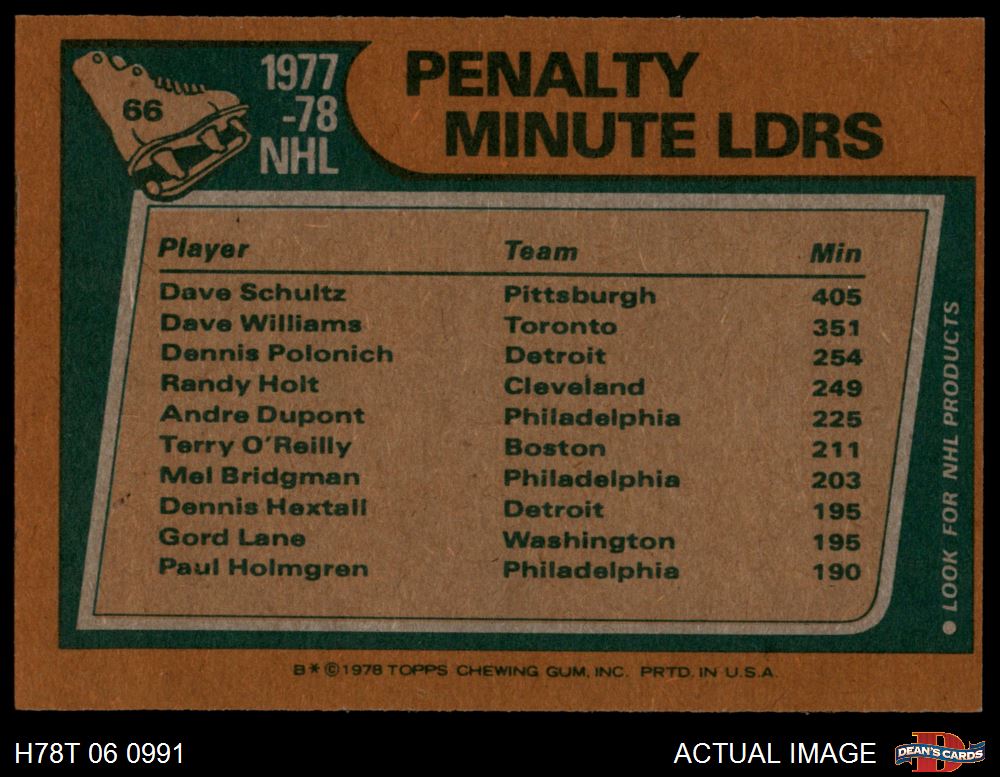 66
1977
-78
NHL
PENALTY
MINUTE LDRS
Player Team Min
Dave Schultz Pittsburgh 405
Dave Williams Toronto 351
Dennis Polonich Detroit 254
Randy Holt Cleveland 249
Andre Dupont Philadelphia 225
Terry O'Reilly Boston 211
Mel Bridgman Philadelphia 203
Dennis Hextall Detroit 195
Gord Lane Washington 195
Paul Holmgren Philadelphia 190
● LOOK FOR NHL PRODUCTS
B*©1978 TOPPS CHEWING GUM, INC. PRTD. IN U.S.A.
H78T 06 0991
ACTUAL IMAGE
D
DEAN'S CARDS